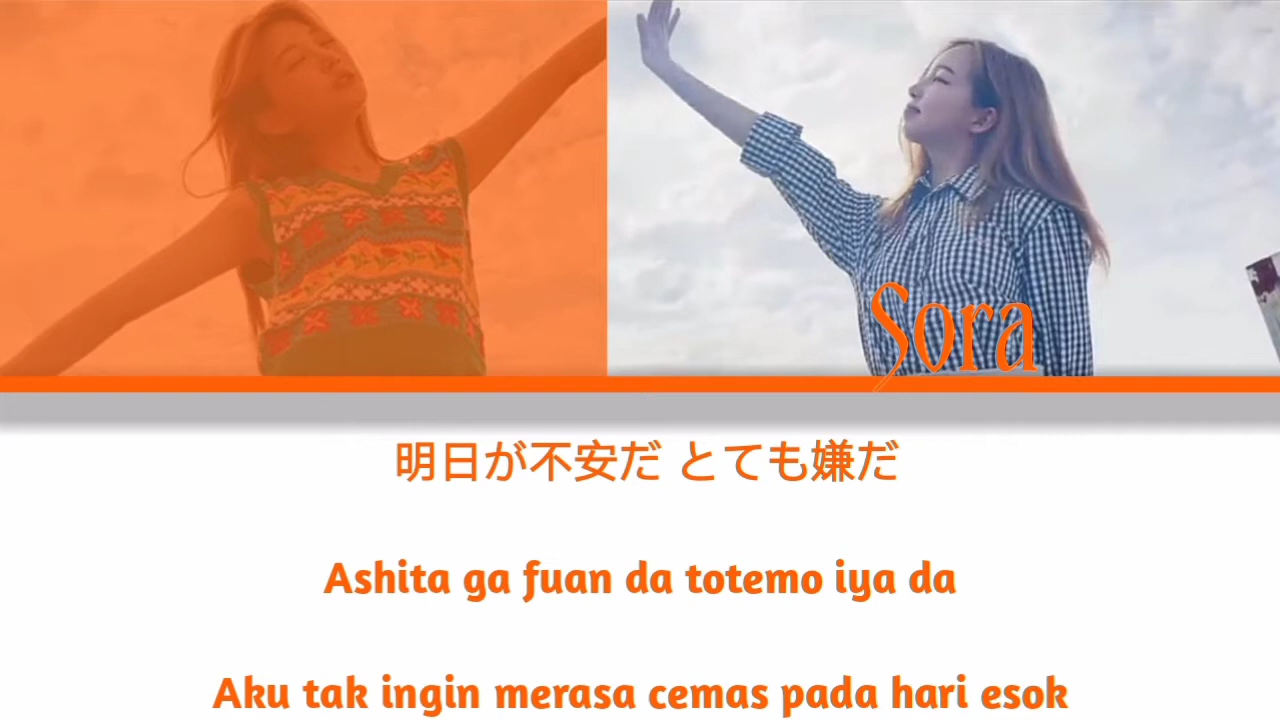 Sora
明日が不安だ とても嫌だ
Ashita ga fuan da totemo iya da
Aku tak ingin merasa cemas pada hari esok